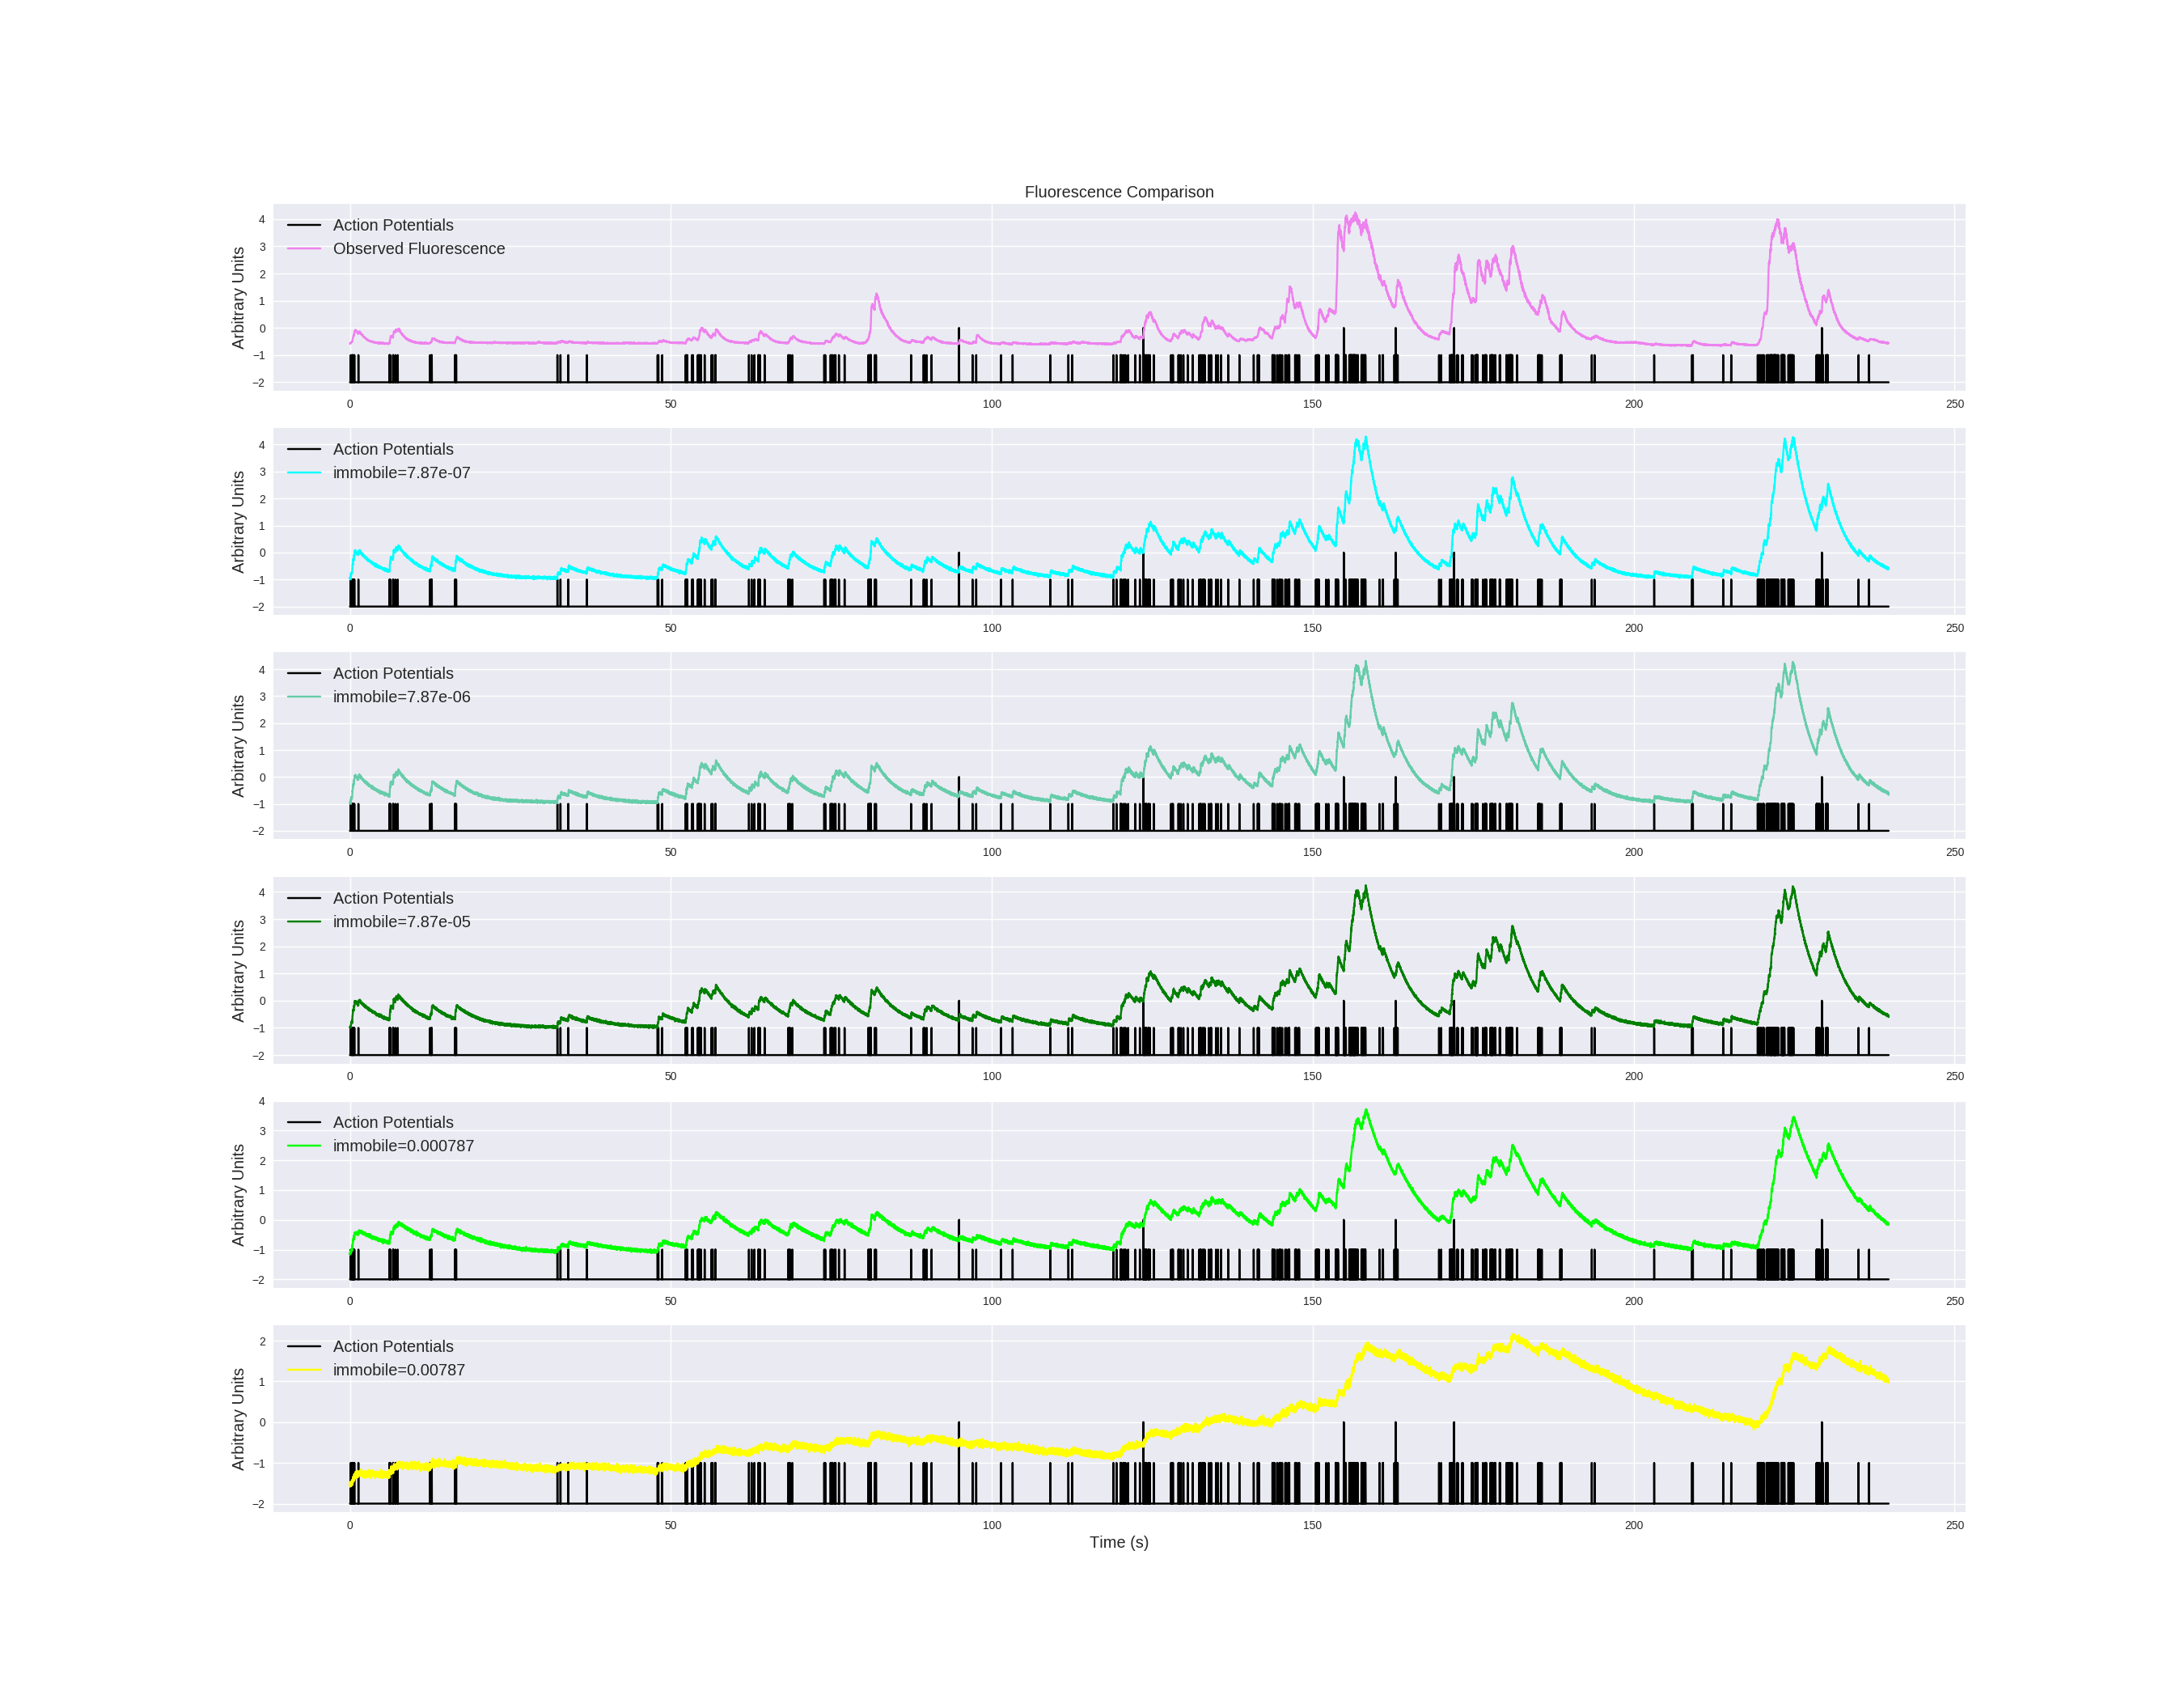 Fluorescence Comparison
Arbitrary Units
4
3
2
1
0
−1
−2
Action Potentials
Observed Fluorescence
0 50 100 150 200 250
Arbitrary Units
4
3
2
1
0
−1
−2
Action Potentials
immobile=7.87e-07
0 50 100 150 200 250
Arbitrary Units
4
3
2
1
0
−1
−2
Action Potentials
immobile=7.87e-06
0 50 100 150 200 250
Arbitrary Units
4
3
2
1
0
−1
−2
Action Potentials
immobile=7.87e-05
0 50 100 150 200 250
Arbitrary Units
4
3
2
1
0
−1
−2
Action Potentials
immobile=0.000787
0 50 100 150 200 250
Arbitrary Units
2
1
0
−1
−2
Action Potentials
immobile=0.00787
0 50 100 150 200 250
Time (s)